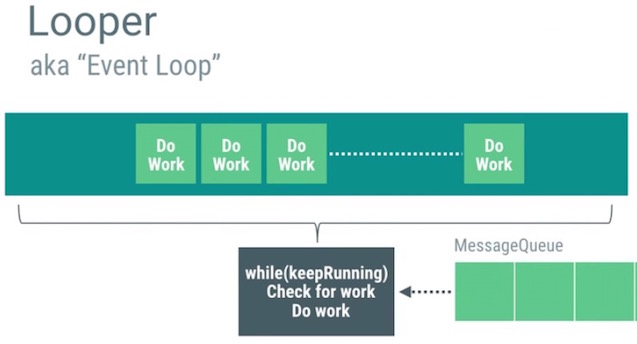 Looper
aka “Event Loop”
Do
Work
Do
Work
Do
Work
Do
Work
MessageQueue
while(keepRunning)
Check for work
Do work